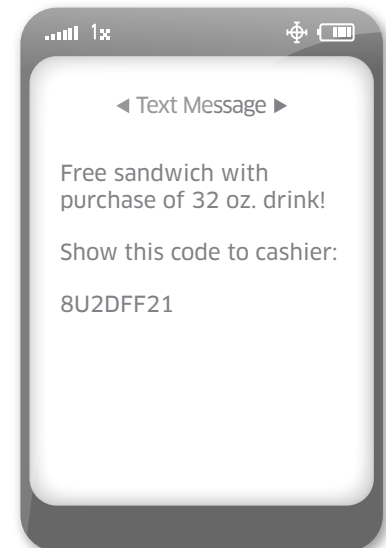 1x
◀ Text Message ▶
Free sandwich with
purchase of 32 oz. drink!
Show this code to cashier:
8U2DFF21